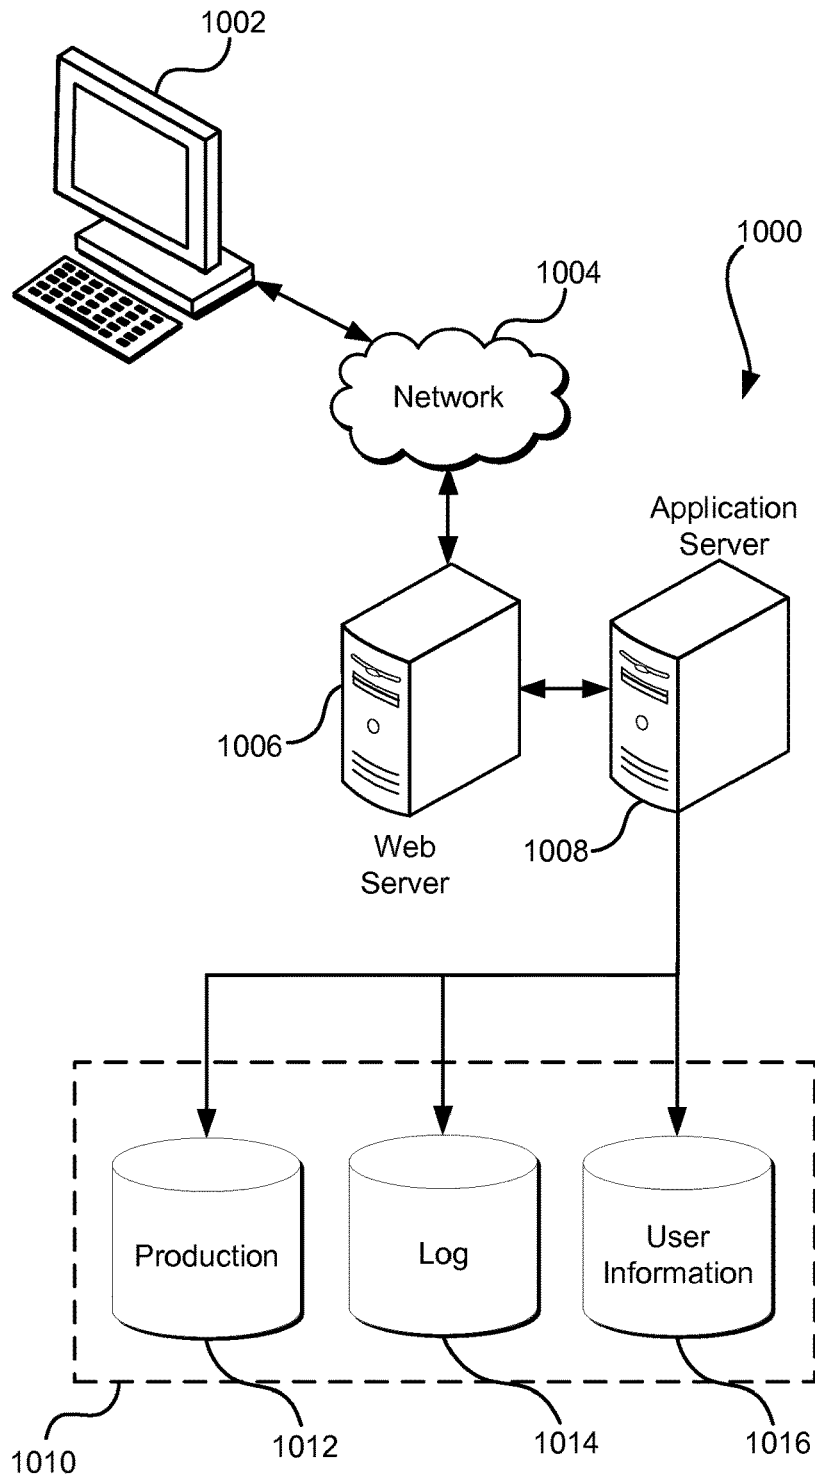 1002
1000
1004
Network
Application
Server
1006
1008
Web
Server
Production
Log
User
Information
1010
1012
1014
1016